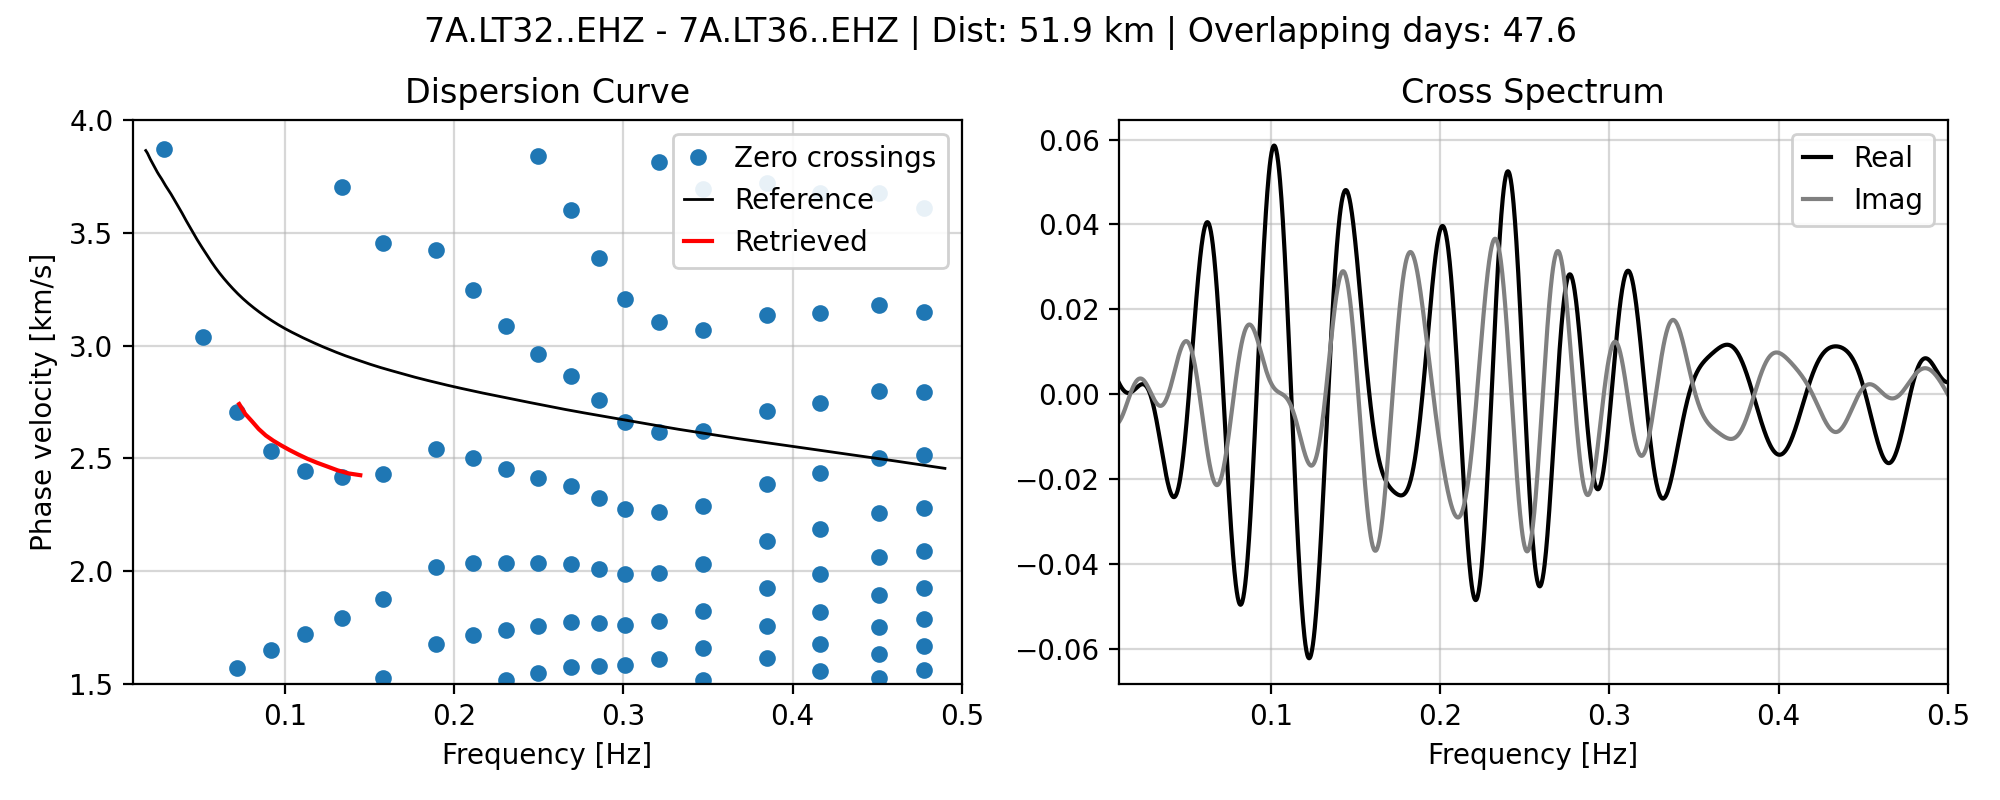 7A.LT32..EHZ - 7A.LT36..EHZ | Dist: 51.9 km | Overlapping days: 47.6
Dispersion Curve
4.0
3.5
3.0
2.5
2.0
1.5
Phase velocity [km/s]
Zero crossings
Reference
Retrieved
0.1
0.2
0.3
0.4
0.5
Frequency [Hz]
Cross Spectrum
0.06
0.04
0.02
0.00
−0.02
−0.04
−0.06
Real
Imag
0.1
0.2
0.3
0.4
0.5
Frequency [Hz]